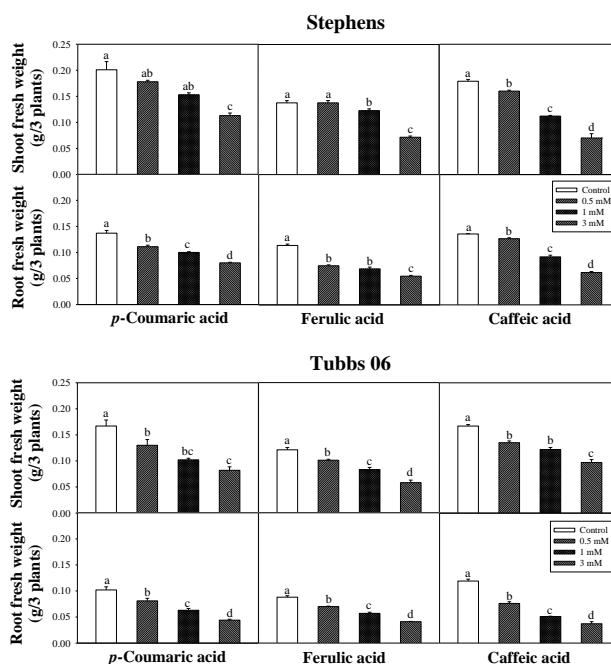 Stephens
Shoot fresh weight
(g/3 plants)
0.25
0.20
0.15
0.10
0.05
0.00
a
ab
ab
c
a
a
b
c
a
b
c
d
Root fresh weight
(g/3 plants)
0.15
0.10
0.05
0.00
a
b
c
d
a
b
b
c
a
b
c
d
Control
0.5 mM
1 mM
3 mM
p-Coumaric acid
Ferulic acid
Caffeic acid
Tubbs 06
Shoot fresh weight
(g/3 plants)
0.25
0.20
0.15
0.10
0.05
0.00
a
b
bc
c
a
b
c
d
a
b
b
c
Root fresh weight
(g/3 plants)
0.15
0.10
0.05
0.00
a
b
c
d
a
b
c
d
a
b
c
d
Control
0.5 mM
1 mM
3 mM
p-Coumaric acid
Ferulic acid
Caffeic acid